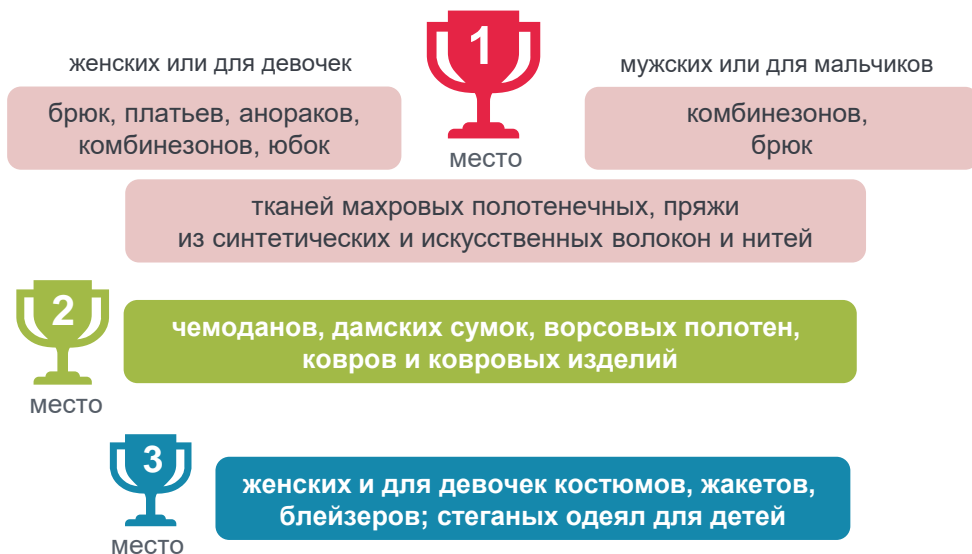 1
место
женских или для девочек
брюк, платьев, анораков,
комбинезонов, юбок
мужских или для мальчиков
комбинезонов,
брюк
тканей махровых полотенечных, пряжи
из синтетических и искусственных волокон и нитей
2
место
чемоданов, дамских сумок, ворсовых полотен,
ковров и ковровых изделий
3
место
женских и для девочек костюмов, жакетов,
блейзеров; стеганых одеял для детей